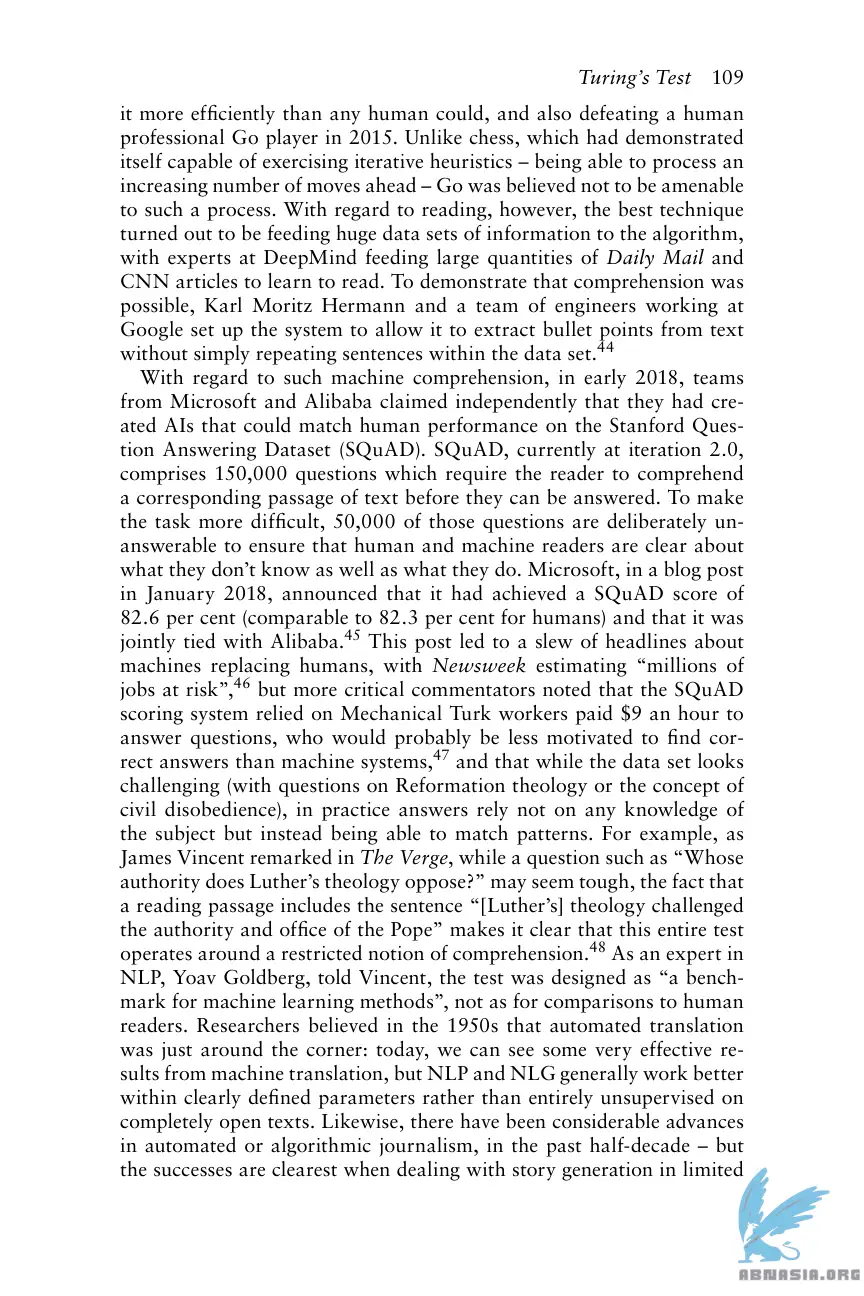 Turing's Test 109
it more efficiently than any human could, and also defeating a human
professional Go player in 2015. Unlike chess, which had demonstrated
itself capable of exercising iterative heuristics – being able to process an
increasing number of moves ahead – Go was believed not to be amenable
to such a process. With regard to reading, however, the best technique
turned out to be feeding huge data sets of information to the algorithm,
with experts at DeepMind feeding large quantities of Daily Mail and
CNN articles to learn to read. To demonstrate that comprehension was
possible, Karl Moritz Hermann and a team of engineers working at
Google set up the system to allow it to extract bullet points from text
without simply repeating sentences within the data set.44
With regard to such machine comprehension, in early 2018, teams
from Microsoft and Alibaba claimed independently that they had cre-
ated AIs that could match human performance on the Stanford Ques-
tion Answering Dataset (SQuAD). SQuAD, currently at iteration 2.0,
comprises 150,000 questions which require the reader to comprehend
a corresponding passage of text before they can be answered. To make
the task more difficult, 50,000 of those questions are deliberately un-
answerable to ensure that human and machine readers are clear about
what they don't know as well as what they do. Microsoft, in a blog post
in January 2018, announced that it had achieved a SQuAD score of
82.6 per cent (comparable to 82.3 per cent for humans) and that it was
jointly tied with Alibaba.45 This post led to a slew of headlines about
machines replacing humans, with Newsweek estimating “millions of
jobs at risk”,46 but more critical commentators noted that the SQuAD
scoring system relied on Mechanical Turk workers paid $9 an hour to
answer questions, who would probably be less motivated to find cor-
rect answers than machine systems,47 and that while the data set looks
challenging (with questions on Reformation theology or the concept of
civil disobedience), in practice answers rely not on any knowledge of
the subject but instead being able to match patterns. For example, as
James Vincent remarked in The Verge, while a question such as “Whose
authority does Luther's theology oppose?” may seem tough, the fact that
a reading passage includes the sentence “[Luther's] theology challenged
the authority and office of the Pope” makes it clear that this entire test
operates around a restricted notion of comprehension.48 As an expert in
NLP, Yoav Goldberg, told Vincent, the test was designed as “a bench-
mark for machine learning methods”, not as for comparisons to human
readers. Researchers believed in the 1950s that automated translation
was just around the corner: today, we can see some very effective re-
sults from machine translation, but NLP and NLG generally work better
within clearly defined parameters rather than entirely unsupervised on
completely open texts. Likewise, there have been considerable advances
in automated or algorithmic journalism, in the past half-decade – but
the successes are clearest when dealing with story generation in limited
ABNASIA.ORG